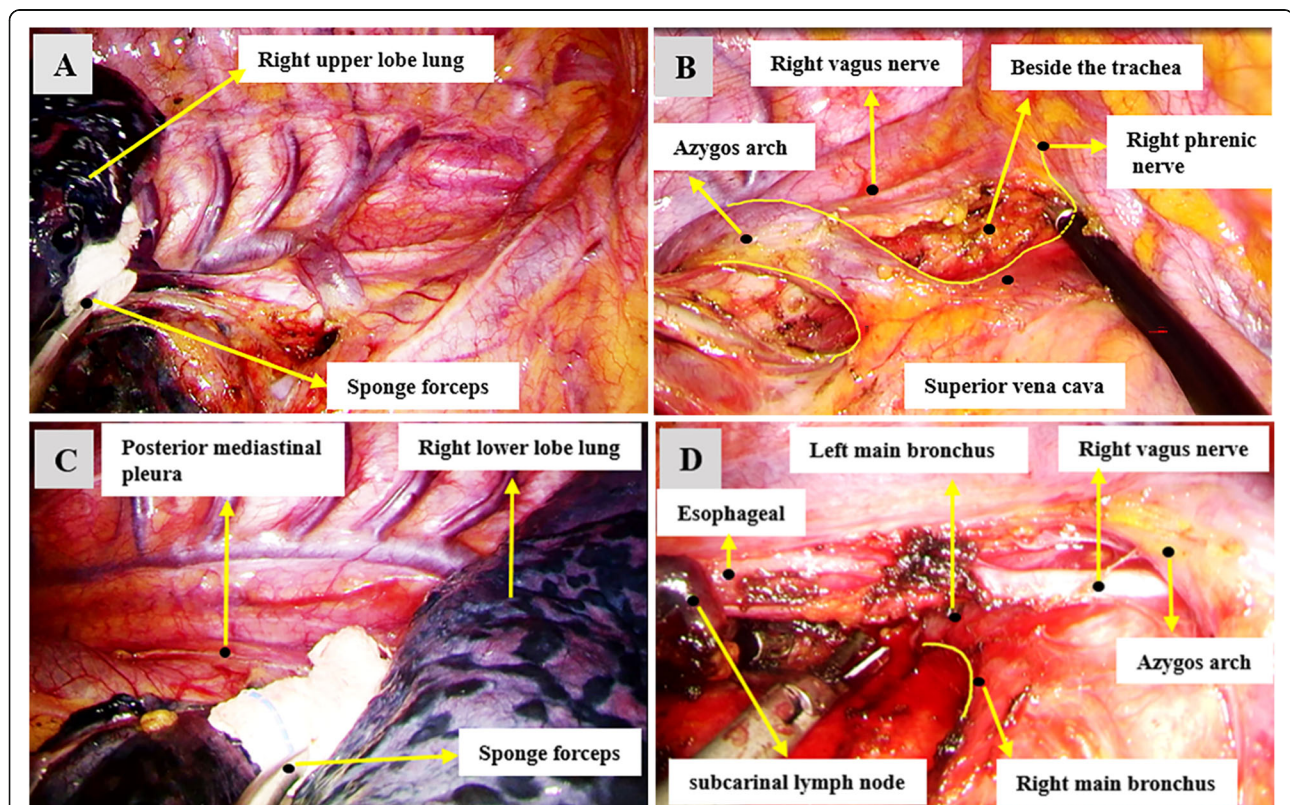 A
Right upper lobe lung
Sponge forceps
B
Right vagus nerve
Beside the trachea
Azygos arch
Right phrenic
nerve
Superior vena cava
C
Posterior mediastinal
pleura
Right lower lobe lung
Sponge forceps
D
Left main bronchus
Right vagus nerve
Esophageal
Azygos arch
subcarinal lymph node
Right main bronchus